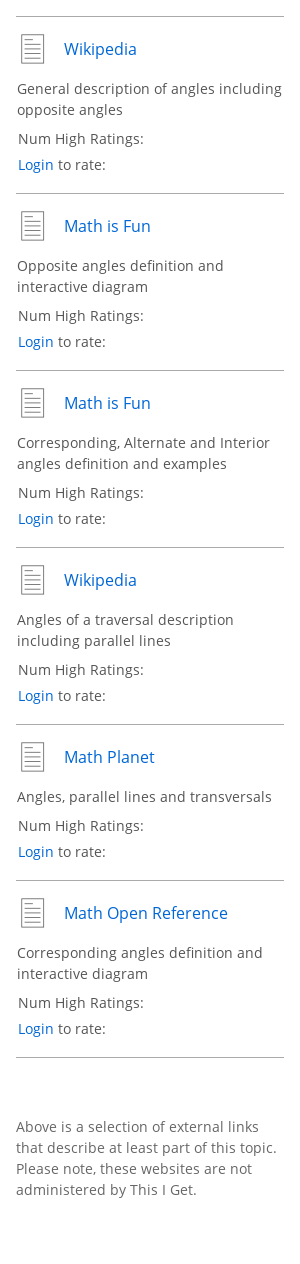 Wikipedia
General description of angles including
opposite angles
Num High Ratings:
Login to rate:
Math is Fun
Opposite angles definition and
interactive diagram
Num High Ratings:
Login to rate:
Math is Fun
Corresponding, Alternate and Interior
angles definition and examples
Num High Ratings:
Login to rate:
Wikipedia
Angles of a traversal description
including parallel lines
Num High Ratings:
Login to rate:
Math Planet
Angles, parallel lines and transversals
Num High Ratings:
Login to rate:
Math Open Reference
Corresponding angles definition and
interactive diagram
Num High Ratings:
Login to rate:
Above is a selection of external links
that describe at least part of this topic.
Please note, these websites are not
administered by This I Get.